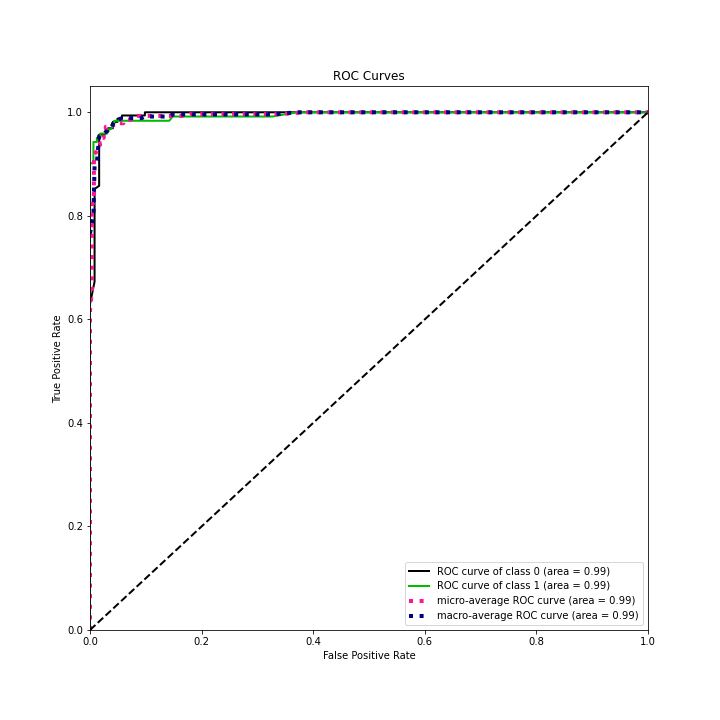 ROC Curves
1.0
0.8
0.6
0.4
0.2
0.0
True Positive Rate
ROC curve of class 0 (area = 0.99)
ROC curve of class 1 (area = 0.99)
micro-average ROC curve (area = 0.99)
macro-average ROC curve (area = 0.99)
0.0 0.2 0.4 0.6 0.8 1.0
False Positive Rate